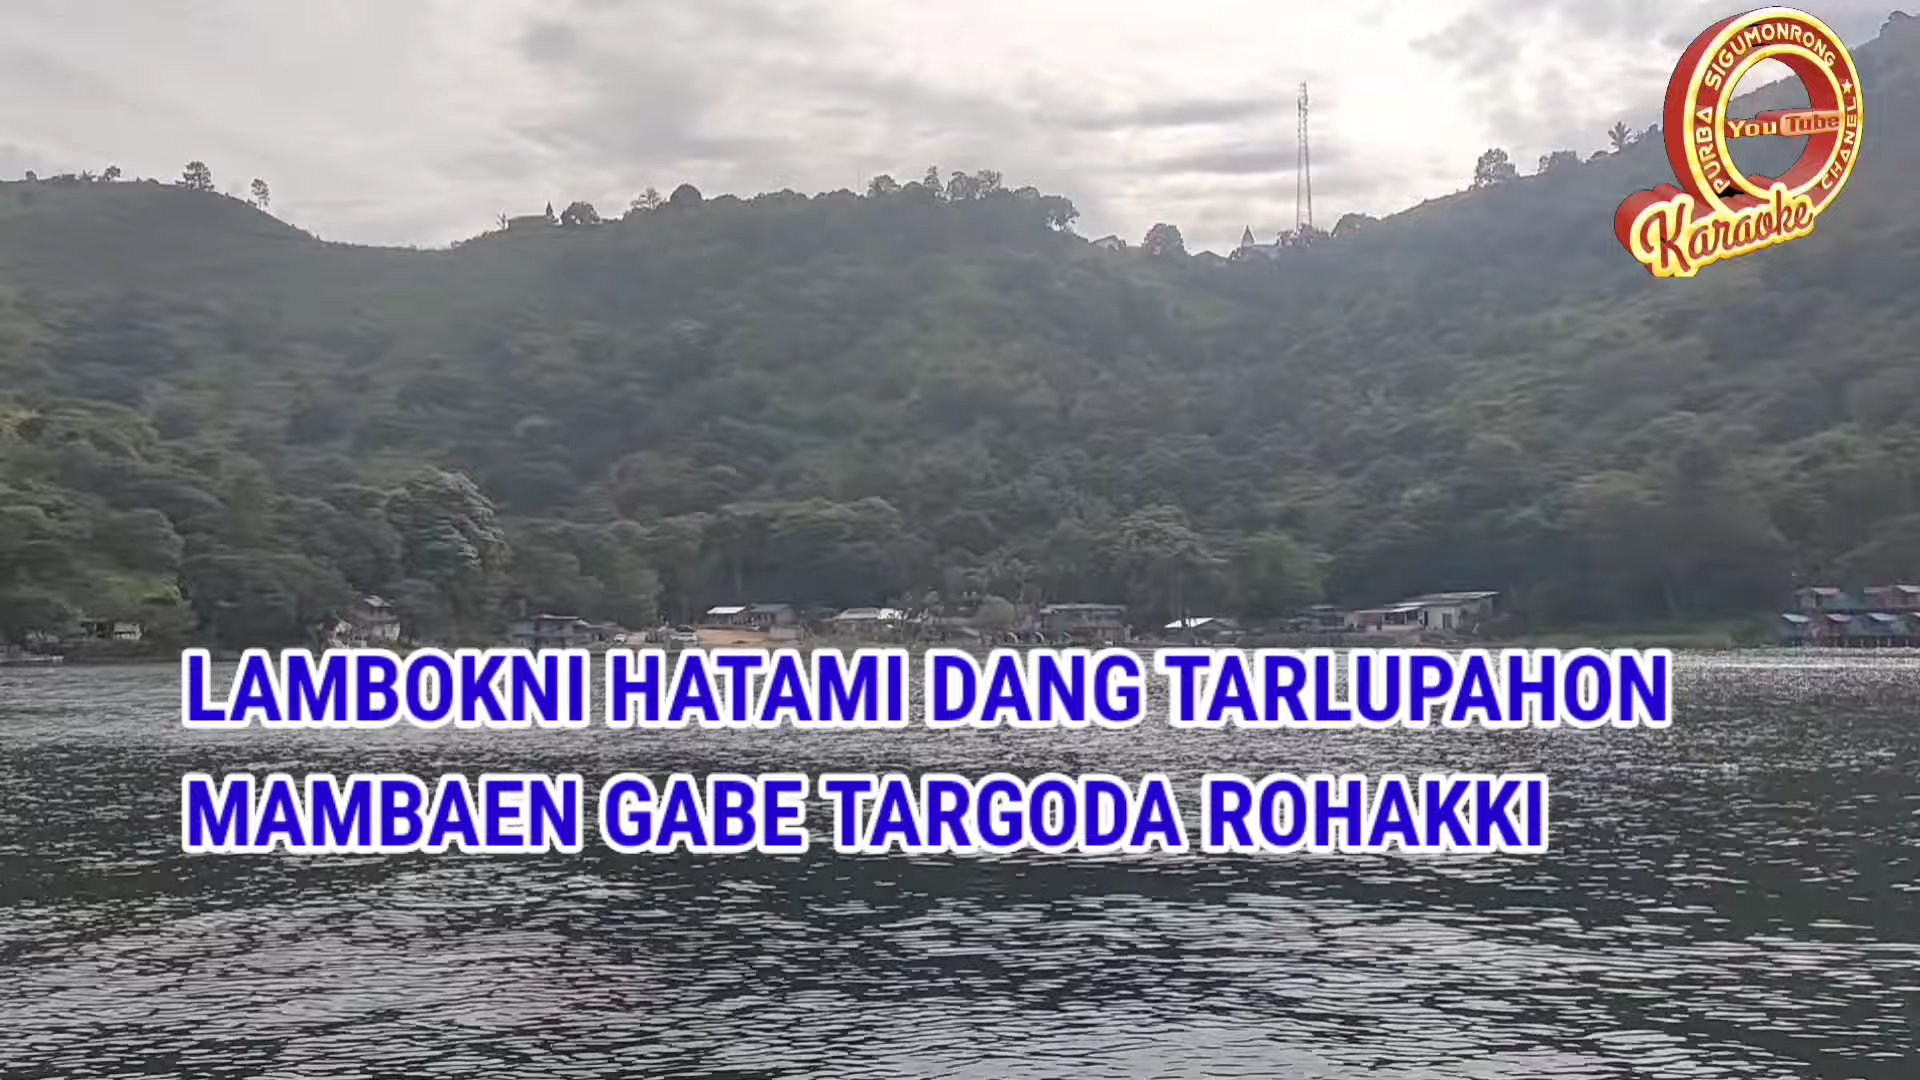 PURBA SIGUMONRONG CHANEL
YouTube
Karaoke
LAMBOKNI HATAMI DANG TARLUPAHON
MAMBAEN GABE TARGODA ROHAKKI